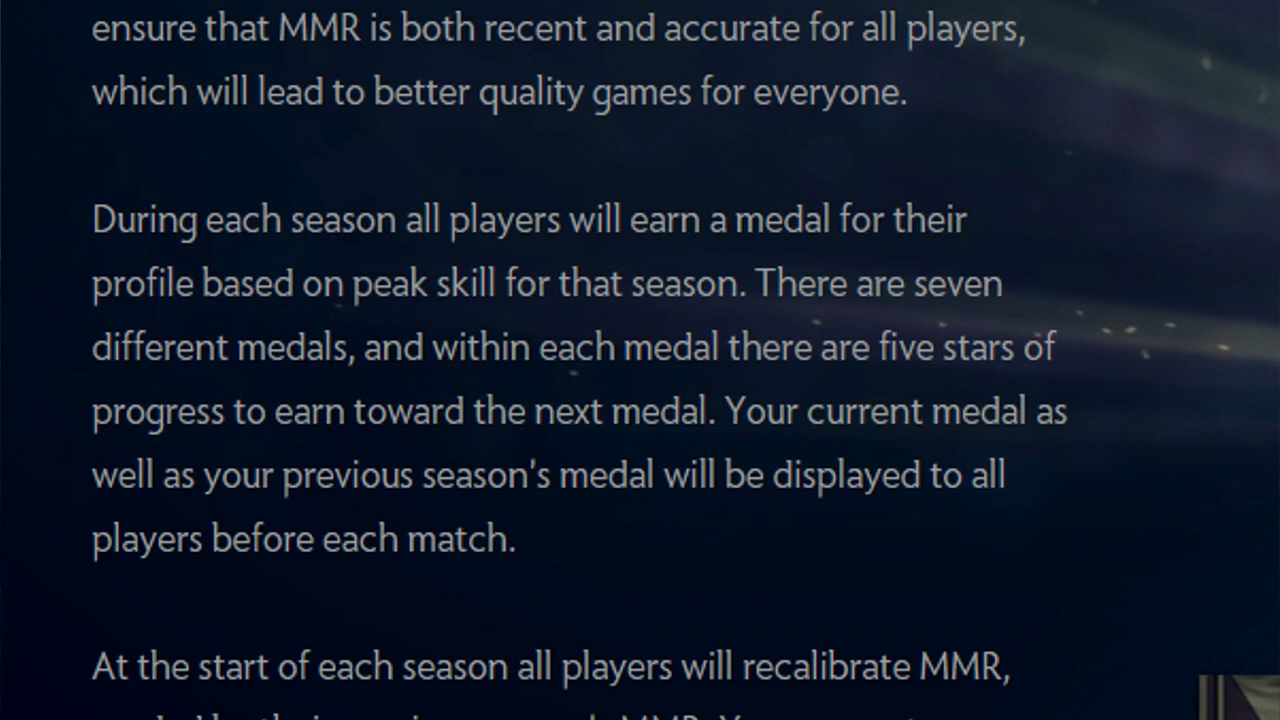 ensure that MMR is both recent and accurate for all players,
which will lead to better quality games for everyone.
During each season all players will earn a medal for their
profile based on peak skill for that season. There are seven
different medals, and within each medal there are five stars of
progress to earn toward the next medal. Your current medal as
well as your previous season's medal will be displayed to all
players before each match.
At the start of each season all players will recalibrate MMR,